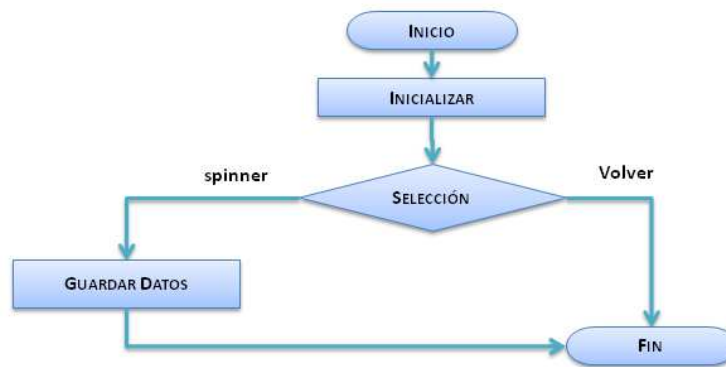 INICIO
INICIALIZAR
spinner
Volver
SELECCIÓN
GUARDAR DATOS
FIN